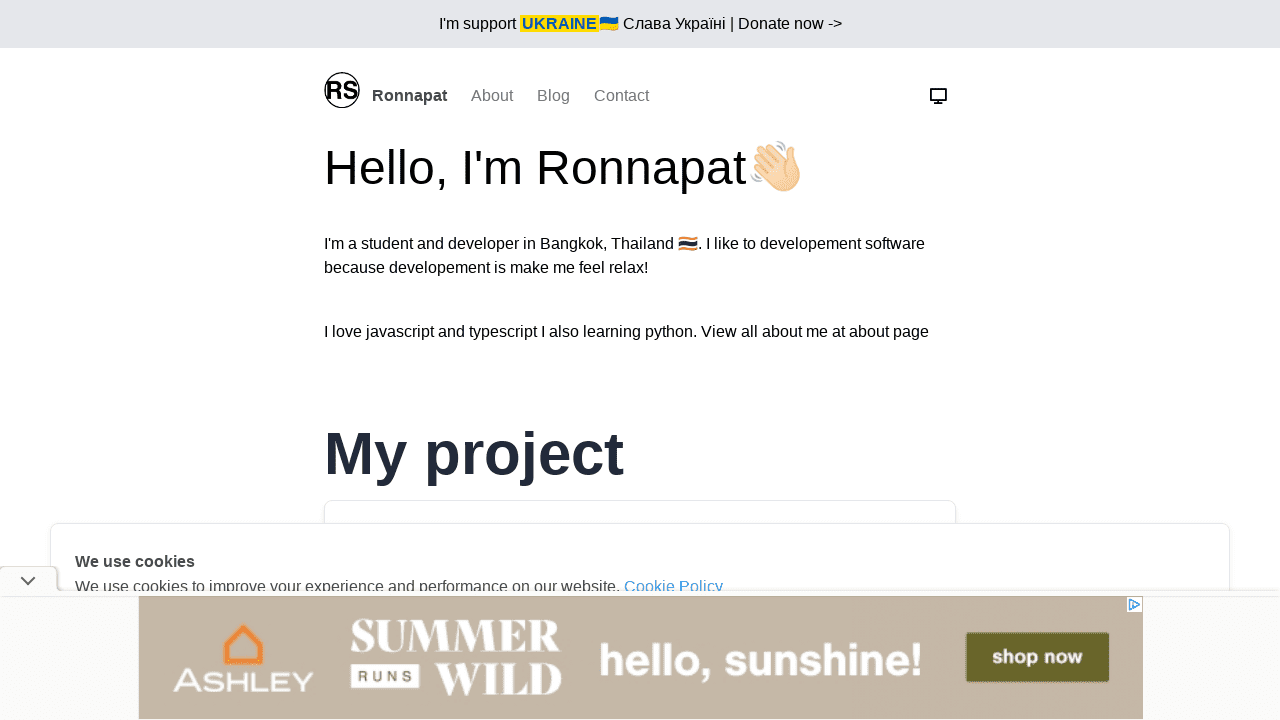 I'm support UKRAINE🇺🇦 Слава Україні | Donate now ->
RS Ronnapat About Blog Contact
Hello, I'm Ronnapat👋🏻
I'm a student and developer in Bangkok, Thailand 🇹🇭. I like to developement software
because developement is make me feel relax!
I love javascript and typescript I also learning python. View all about me at about page
My project
We use cookies
We use cookies to improve your experience and performance on our website. Cookie Policy
ASHLEY
SUMMER
RUNS WILD
hello, sunshine!
shop now